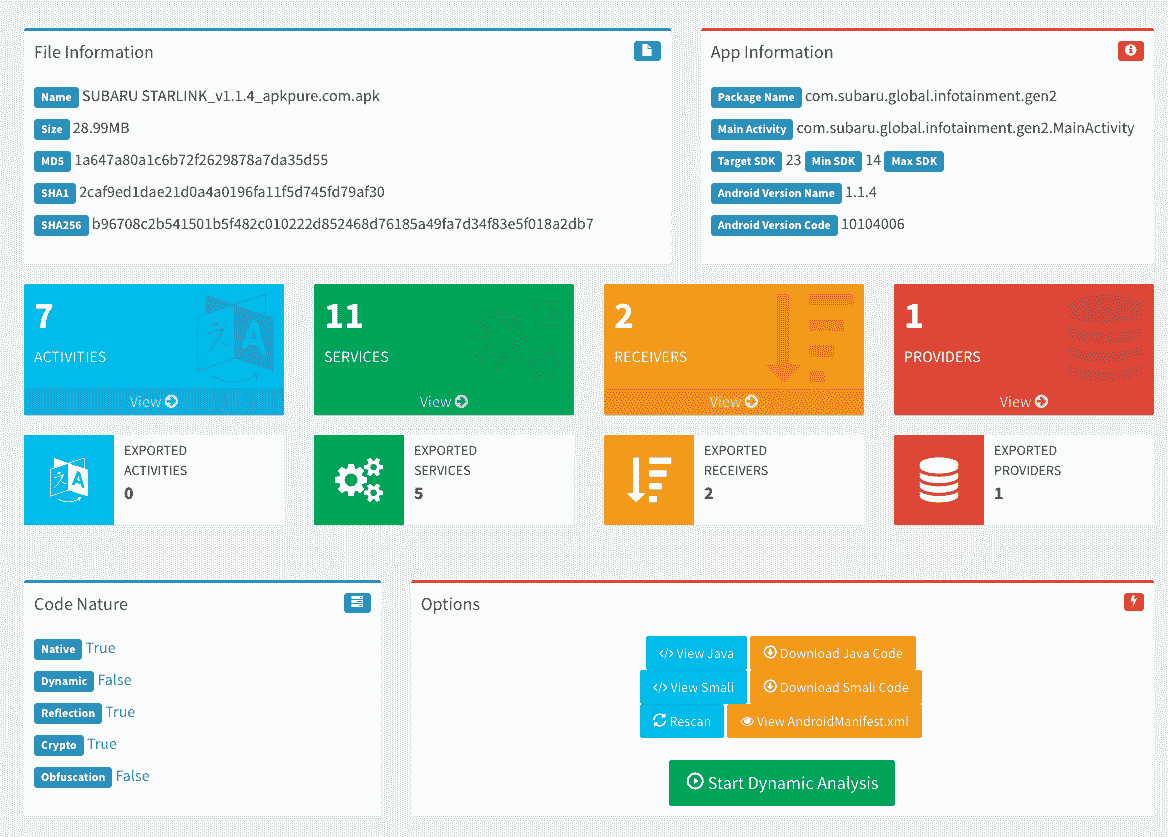 File Information
Name SUBARU STARLINK_v1.1.4_apkpure.com.apk
Size 28.99MB
MD5 1a647a80a1c6b72f2629878a7da35d55
SHA1 2caf9ed1dae21d0a4a0196fa11f5d745fd79af30
SHA256 b96708c2b541501b5f482c010222d852468d76185a49fa7d34f83e5f018a2db7
App Information
Package Name com.subaru.global.infotainment.gen2
Main Activity com.subaru.global.infotainment.gen2.MainActivity
Target SDK 23 Min SDK 14 Max SDK
Android Version Name 1.1.4
Android Version Code 10104006
7
ACTIVITIES
View
11
SERVICES
View
2
RECEIVERS
View
1
PROVIDERS
View
EXPORTED
ACTIVITIES
0
EXPORTED
SERVICES
5
EXPORTED
RECEIVERS
2
EXPORTED
PROVIDERS
1
Code Nature
Native True
Dynamic False
Reflection True
Crypto True
Obfuscation False
Options
</> View Java Download Java Code
</> View Smali Download Smali Code
Rescan View AndroidManifest.xml
Start Dynamic Analysis